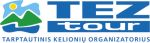 TEZ
tour
TARPTAUTINIS KELIONIŲ ORGANIZATORIUS